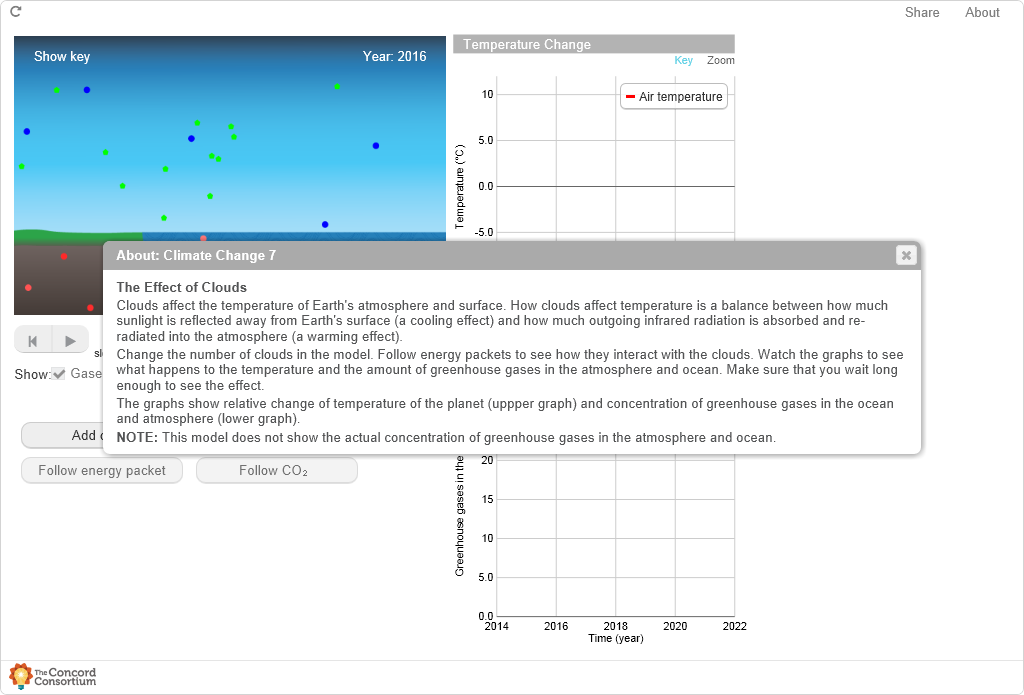 Share About
Show key Year: 2016
Temperature Change
Key Zoom
Air temperature
10
5.0
0.0
-5.0
Temperature (°C)
About: Climate Change 7
The Effect of Clouds
Clouds affect the temperature of Earth's atmosphere and surface. How clouds affect temperature is a balance between how much
sunlight is reflected away from Earth's surface (a cooling effect) and how much outgoing infrared radiation is absorbed and re-
radiated into the atmosphere (a warming effect).
Change the number of clouds in the model. Follow energy packets to see how they interact with the clouds. Watch the graphs to see
what happens to the temperature and the amount of greenhouse gases in the atmosphere and ocean. Make sure that you wait long
enough to see the effect.
The graphs show relative change of temperature of the planet (uppper graph) and concentration of greenhouse gases in the ocean
and atmosphere (lower graph).
NOTE: This model does not show the actual concentration of greenhouse gases in the atmosphere and ocean.
Show: Gase
Add
Follow energy packet Follow CO₂
20
15
10
5.0
0.0
Greenhouse gases in the
2014 2016 2018 2020 2022
Time (year)
The Concord
Consortium